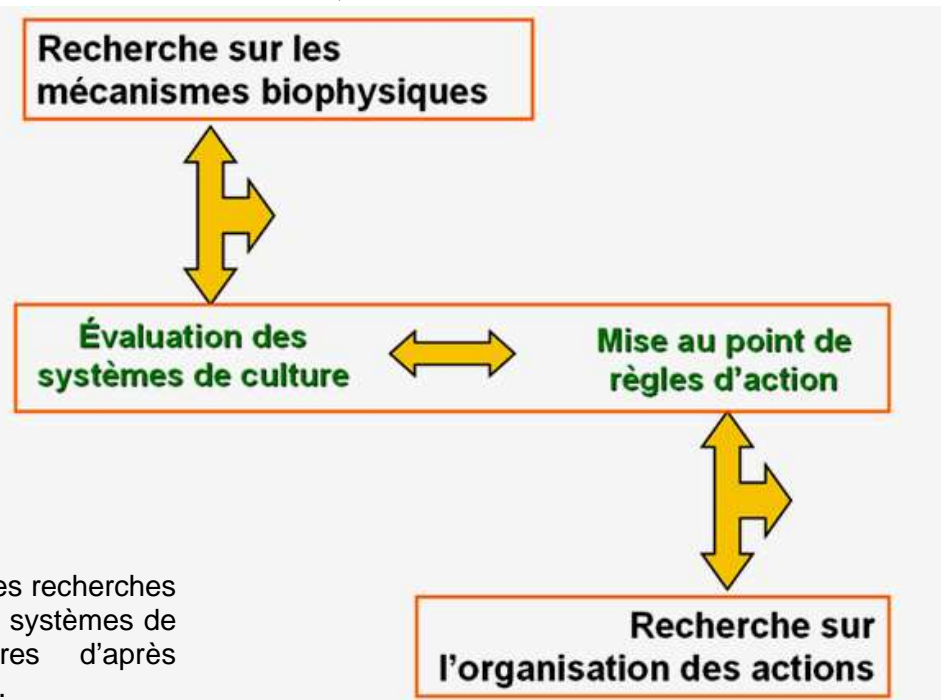 Recherche sur les
mécanismes biophysiques
Évaluation des
systèmes de culture
Mise au point de
règles d'action
es recherches
systèmes de
res d'après
.
Recherche sur
l'organisation des actions